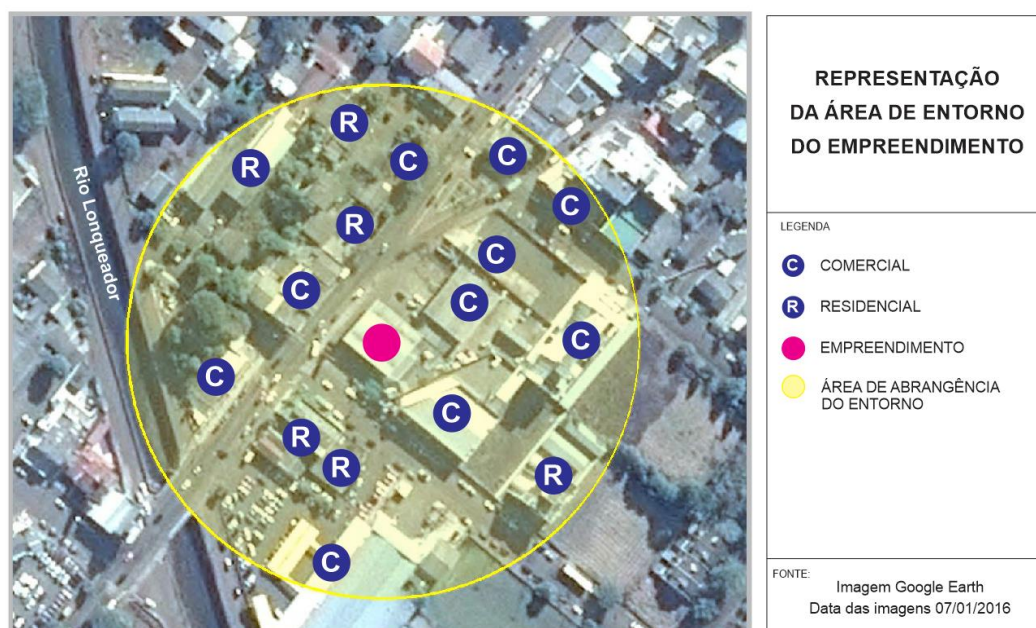 R
R
C
C
C
R
C
C
C
C
C
C
R
R
R
C
Rio Lonqueador
REPRESENTAÇÃO
DA ÁREA DE ENTORNO
DO EMPREENDIMENTO
LEGENDA
C COMERCIAL
R RESIDENCIAL
EMPREENDIMENTO
ÁREA DE ABRANGÊNCIA
DO ENTORNO
FONTE:
Imagem Google Earth
Data das imagens 07/01/2016